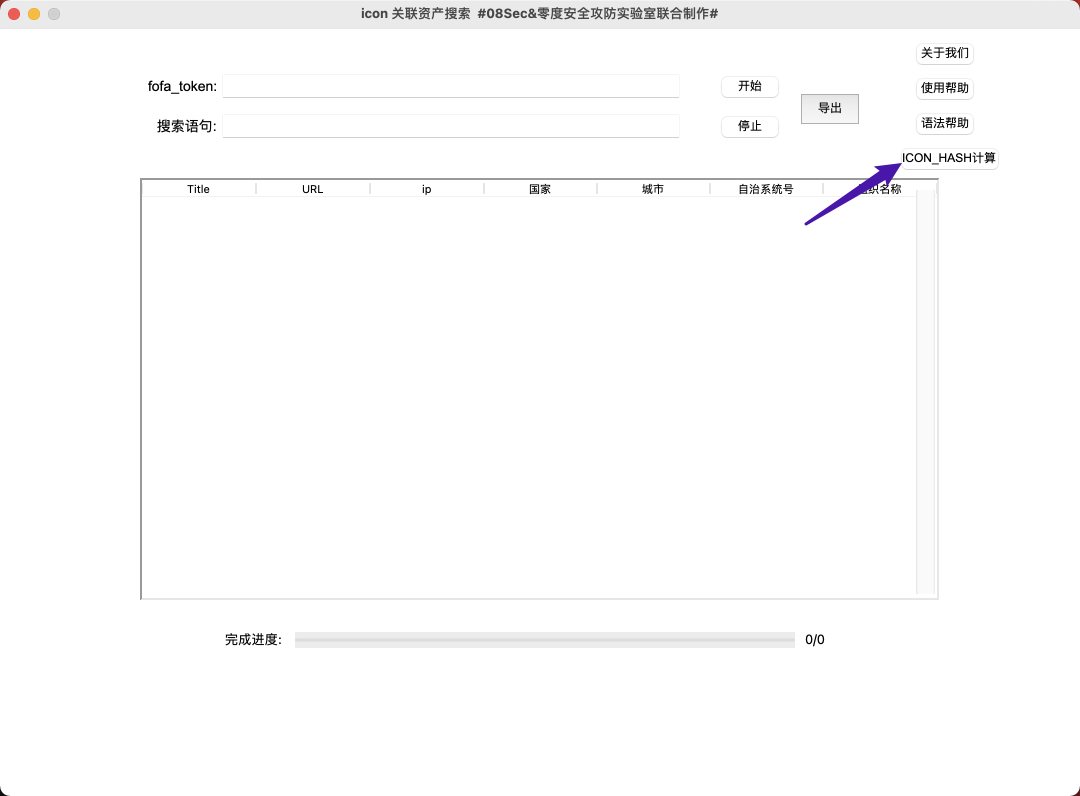 icon 关联资产搜索 #08Sec&零度安全攻防实验室联合制作#
关于我们
fofa_token:
开始
使用帮助
导出
搜索语句:
停止
语法帮助
ICON_HASH计算
Title URL ip 国家 城市 自治系统号 织名称
完成进度: 0/0